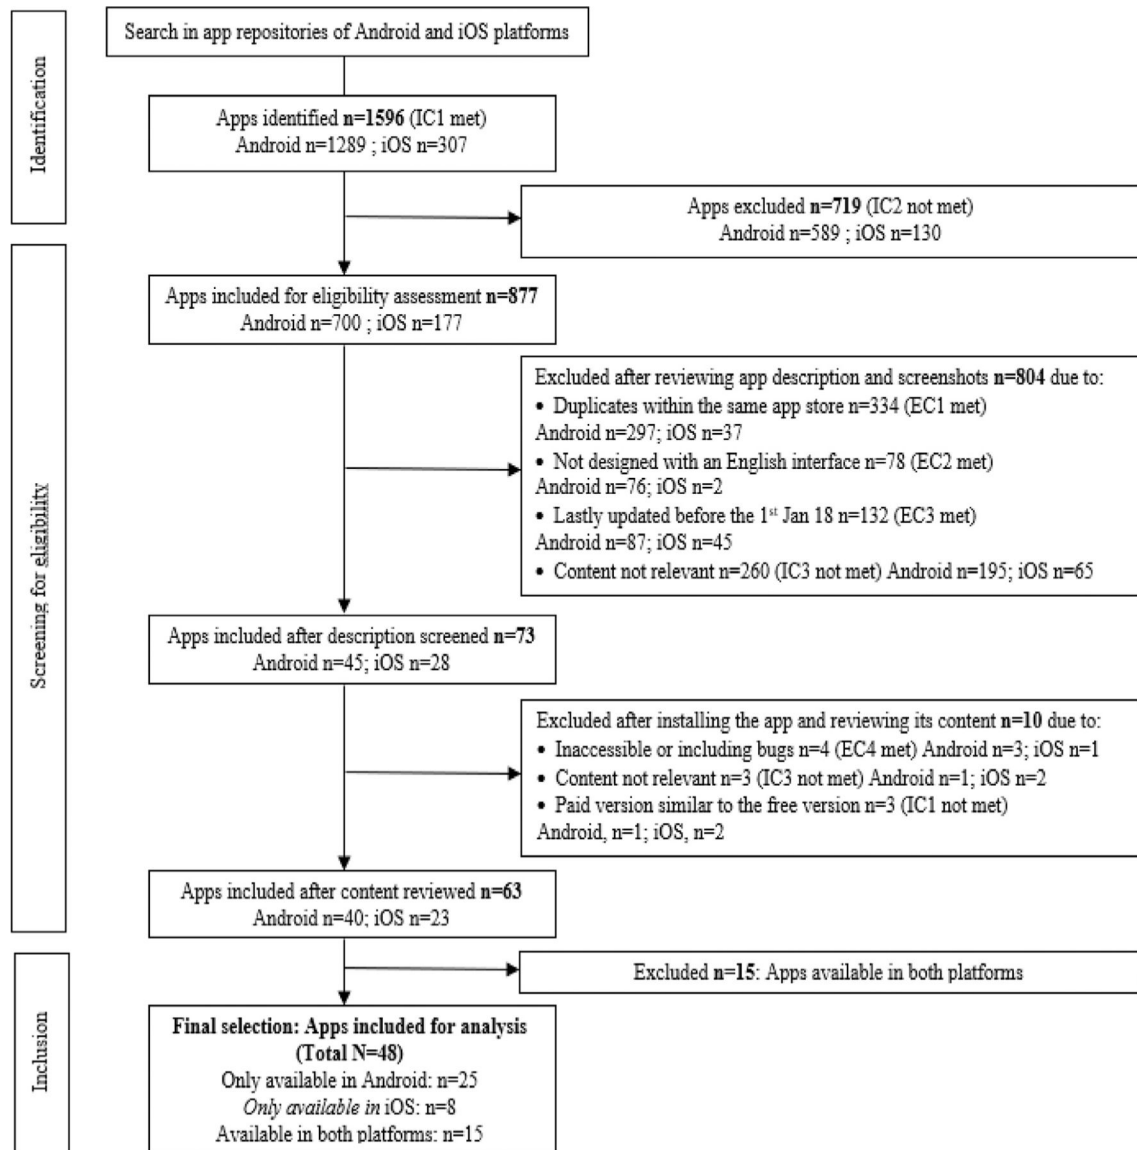 Identification
Search in app repositories of Android and iOS platforms
Apps identified n=1596 (IC1 met)
Android n=1289 ; iOS n=307
Apps excluded n=719 (IC2 not met)
Android n=589 ; iOS n=130
Screening for eligibility
Apps included for eligibility assessment n=877
Android n=700 ; iOS n=177
Excluded after reviewing app description and screenshots n=804 due to:
• Duplicates within the same app store n=334 (EC1 met)
Android n=297; iOS n=37
• Not designed with an English interface n=78 (EC2 met)
Android n=76; iOS n=2
• Lastly updated before the 1st Jan 18 n=132 (EC3 met)
Android n=87; iOS n=45
• Content not relevant n=260 (IC3 not met) Android n=195; iOS n=65
Apps included after description screened n=73
Android n=45; iOS n=28
Excluded after installing the app and reviewing its content n=10 due to:
• Inaccessible or including bugs n=4 (EC4 met) Android n=3; iOS n=1
• Content not relevant n=3 (IC3 not met) Android n=1; iOS n=2
• Paid version similar to the free version n=3 (IC1 not met)
Android, n=1; iOS, n=2
Apps included after content reviewed n=63
Android n=40; iOS n=23
Inclusion
Excluded n=15: Apps available in both platforms
Final selection: Apps included for analysis
(Total N=48)
Only available in Android: n=25
Only available in iOS: n=8
Available in both platforms: n=15